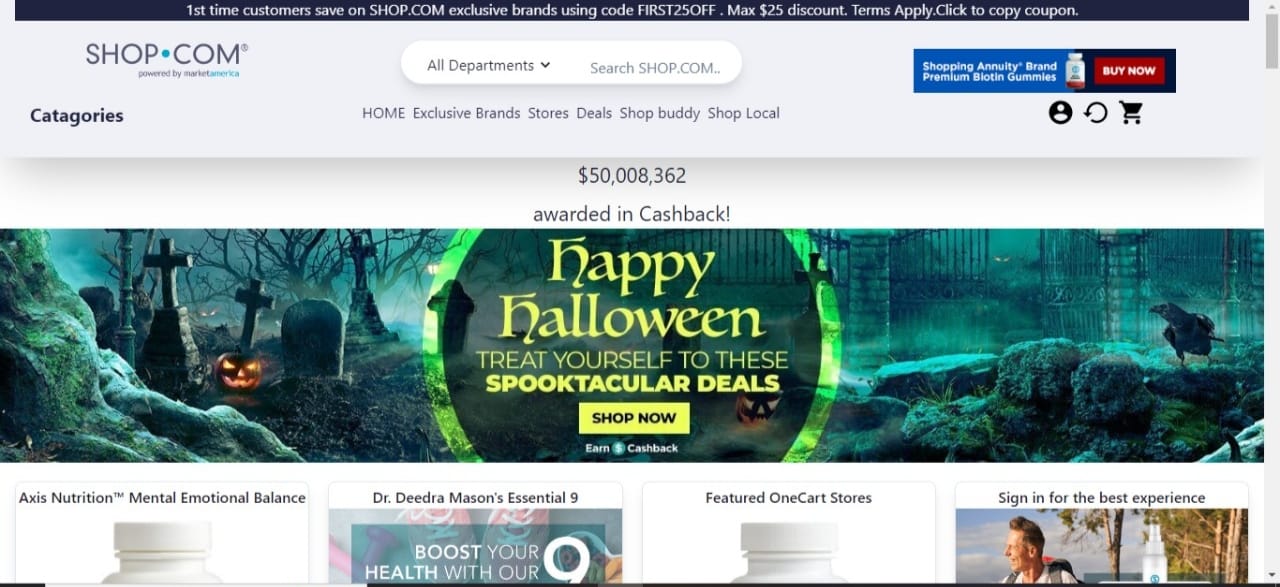 1st time customers save on SHOP.COM exclusive brands using code FIRST25OFF . Max $25 discount. Terms Apply.Click to copy coupon.
SHOP•COM®
powered by marketamerica
All Departments
Search SHOP.COM..
Shopping Annuity® Brand
Premium Biotin Gummies
BUY NOW
Catagories
HOME Exclusive Brands Stores Deals Shop buddy Shop Local
$50,008,362
awarded in Cashback!
Happy
Halloween
TREAT YOURSELF TO THESE
SPOOKTACULAR DEALS
SHOP NOW
Earn $ Cashback
Axis Nutrition™ Mental Emotional Balance
Dr. Deedra Mason's Essential 9
Featured OneCart Stores
Sign in for the best experience
BOOST YOUR
HEALTH WITH OUR
9